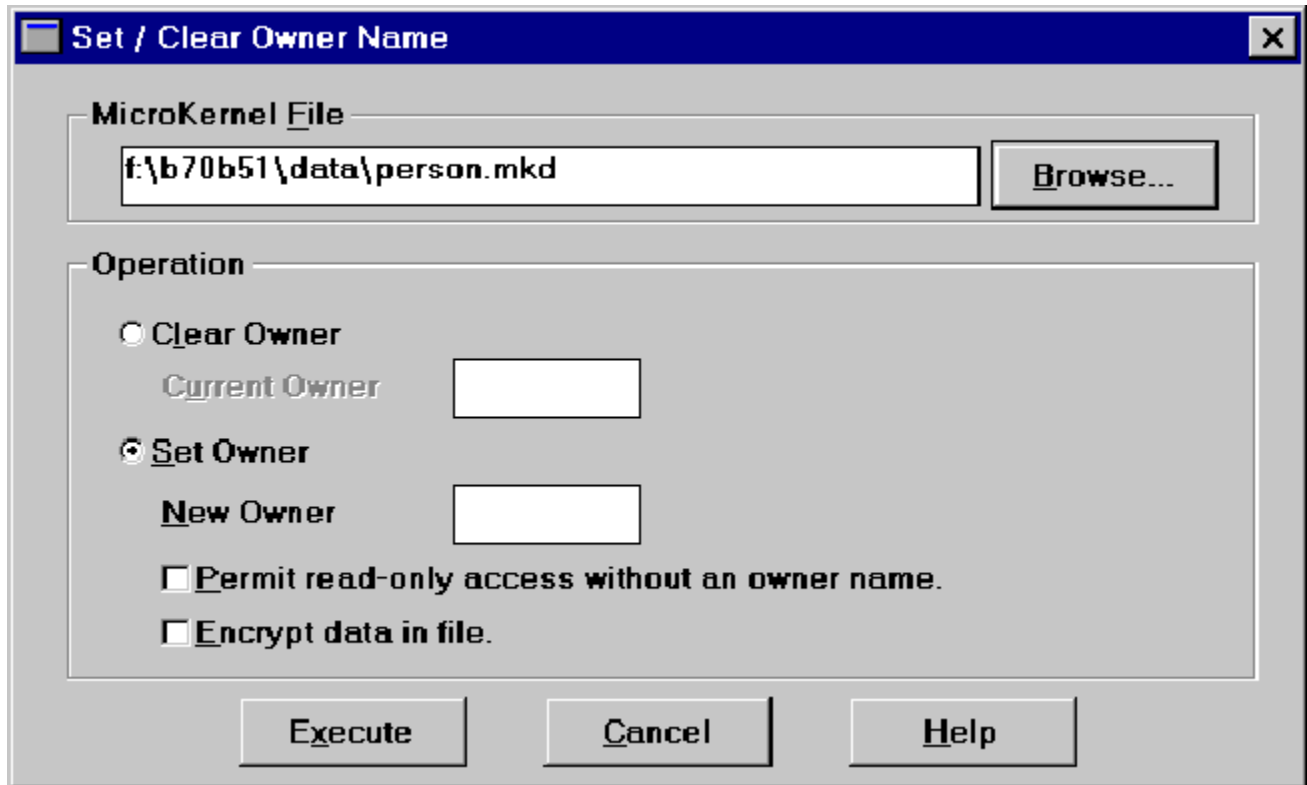 Set / Clear Owner Name
MicroKernel File
f:\b70b51\data\person.mkd
Browse...
Operation
Clear Owner
Current Owner
Set Owner
New Owner
Permit read-only access without an owner name.
Encrypt data in file.
Execute Cancel Help